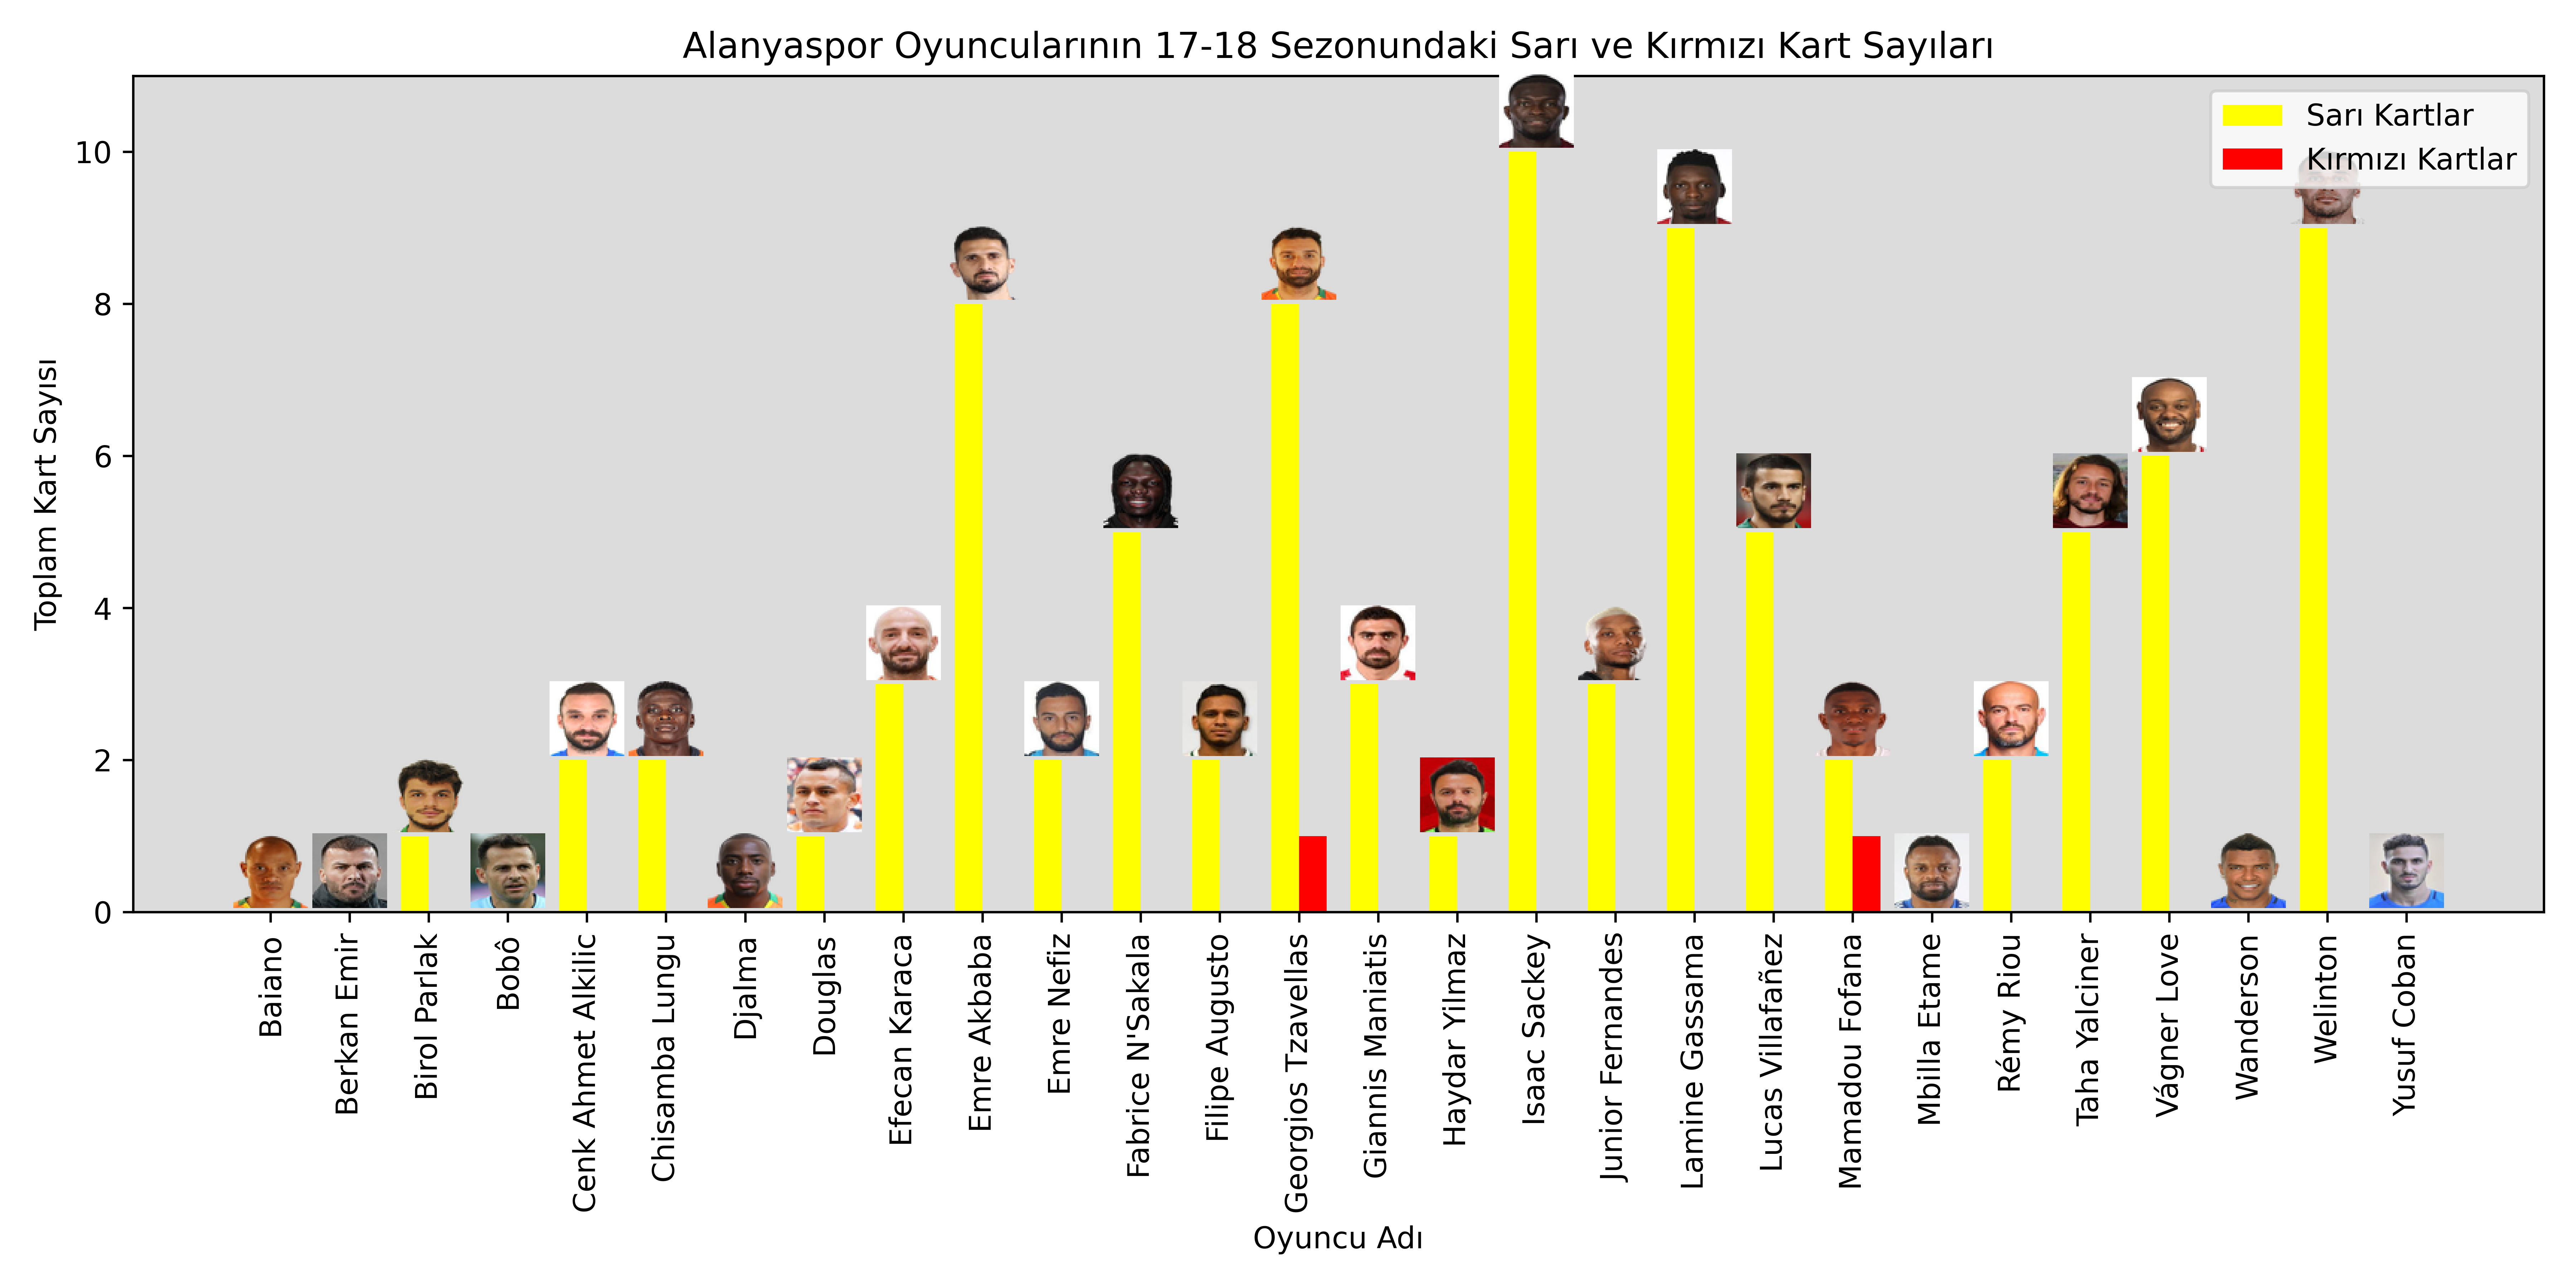 Alanyaspor Oyuncularının 17-18 Sezonundaki Sarı ve Kırmızı Kart Sayıları
Sarı Kartlar
Kırmızı Kartlar
Toplam Kart Sayısı
10
8
6
4
2
0
Baiano
Berkan Emir
Birol Parlak
Bobô
Cenk Ahmet Alkilic
Chisamba Lungu
Djalma
Douglas
Efecan Karaca
Emre Akbaba
Emre Nefiz
Fabrice N'Sakala
Filipe Augusto
Georgios Tzavellas
Giannis Maniatis
Haydar Yilmaz
Isaac Sackey
Junior Fernandes
Lamine Gassama
Lucas Villafañez
Mamadou Fofana
Mbilla Etame
Rémy Riou
Taha Yalciner
Vágner Love
Wanderson
Welinton
Yusuf Coban
Oyuncu Adı